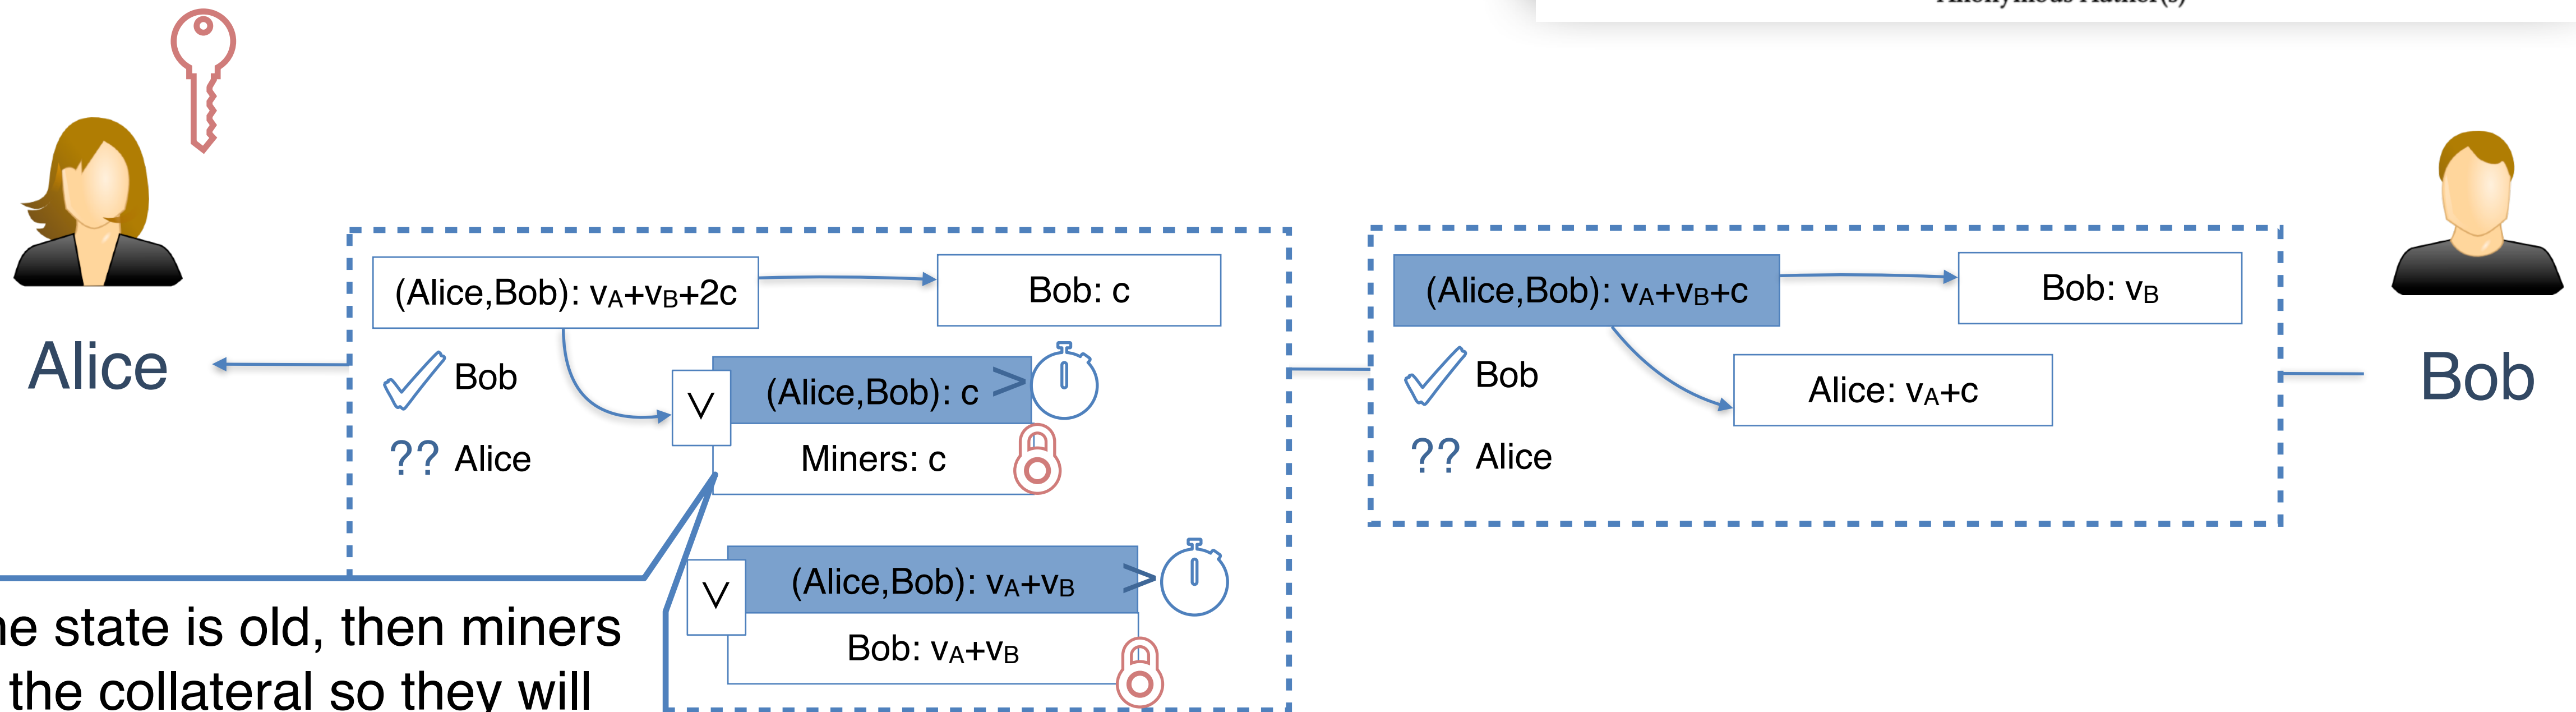 Anonymous Author(s)
(Alice,Bob): vA+vB+2c
Bob: c
(Alice,Bob): vA+vB+c
Bob: vB
Alice
Bob
V
(Alice,Bob): c >
Bob
Alice: vA+c
Bob
?? Alice
Miners: c
?? Alice
V
(Alice,Bob): vA+vB >
Bob: vA+vB
state is old, then miners
the collateral so they will